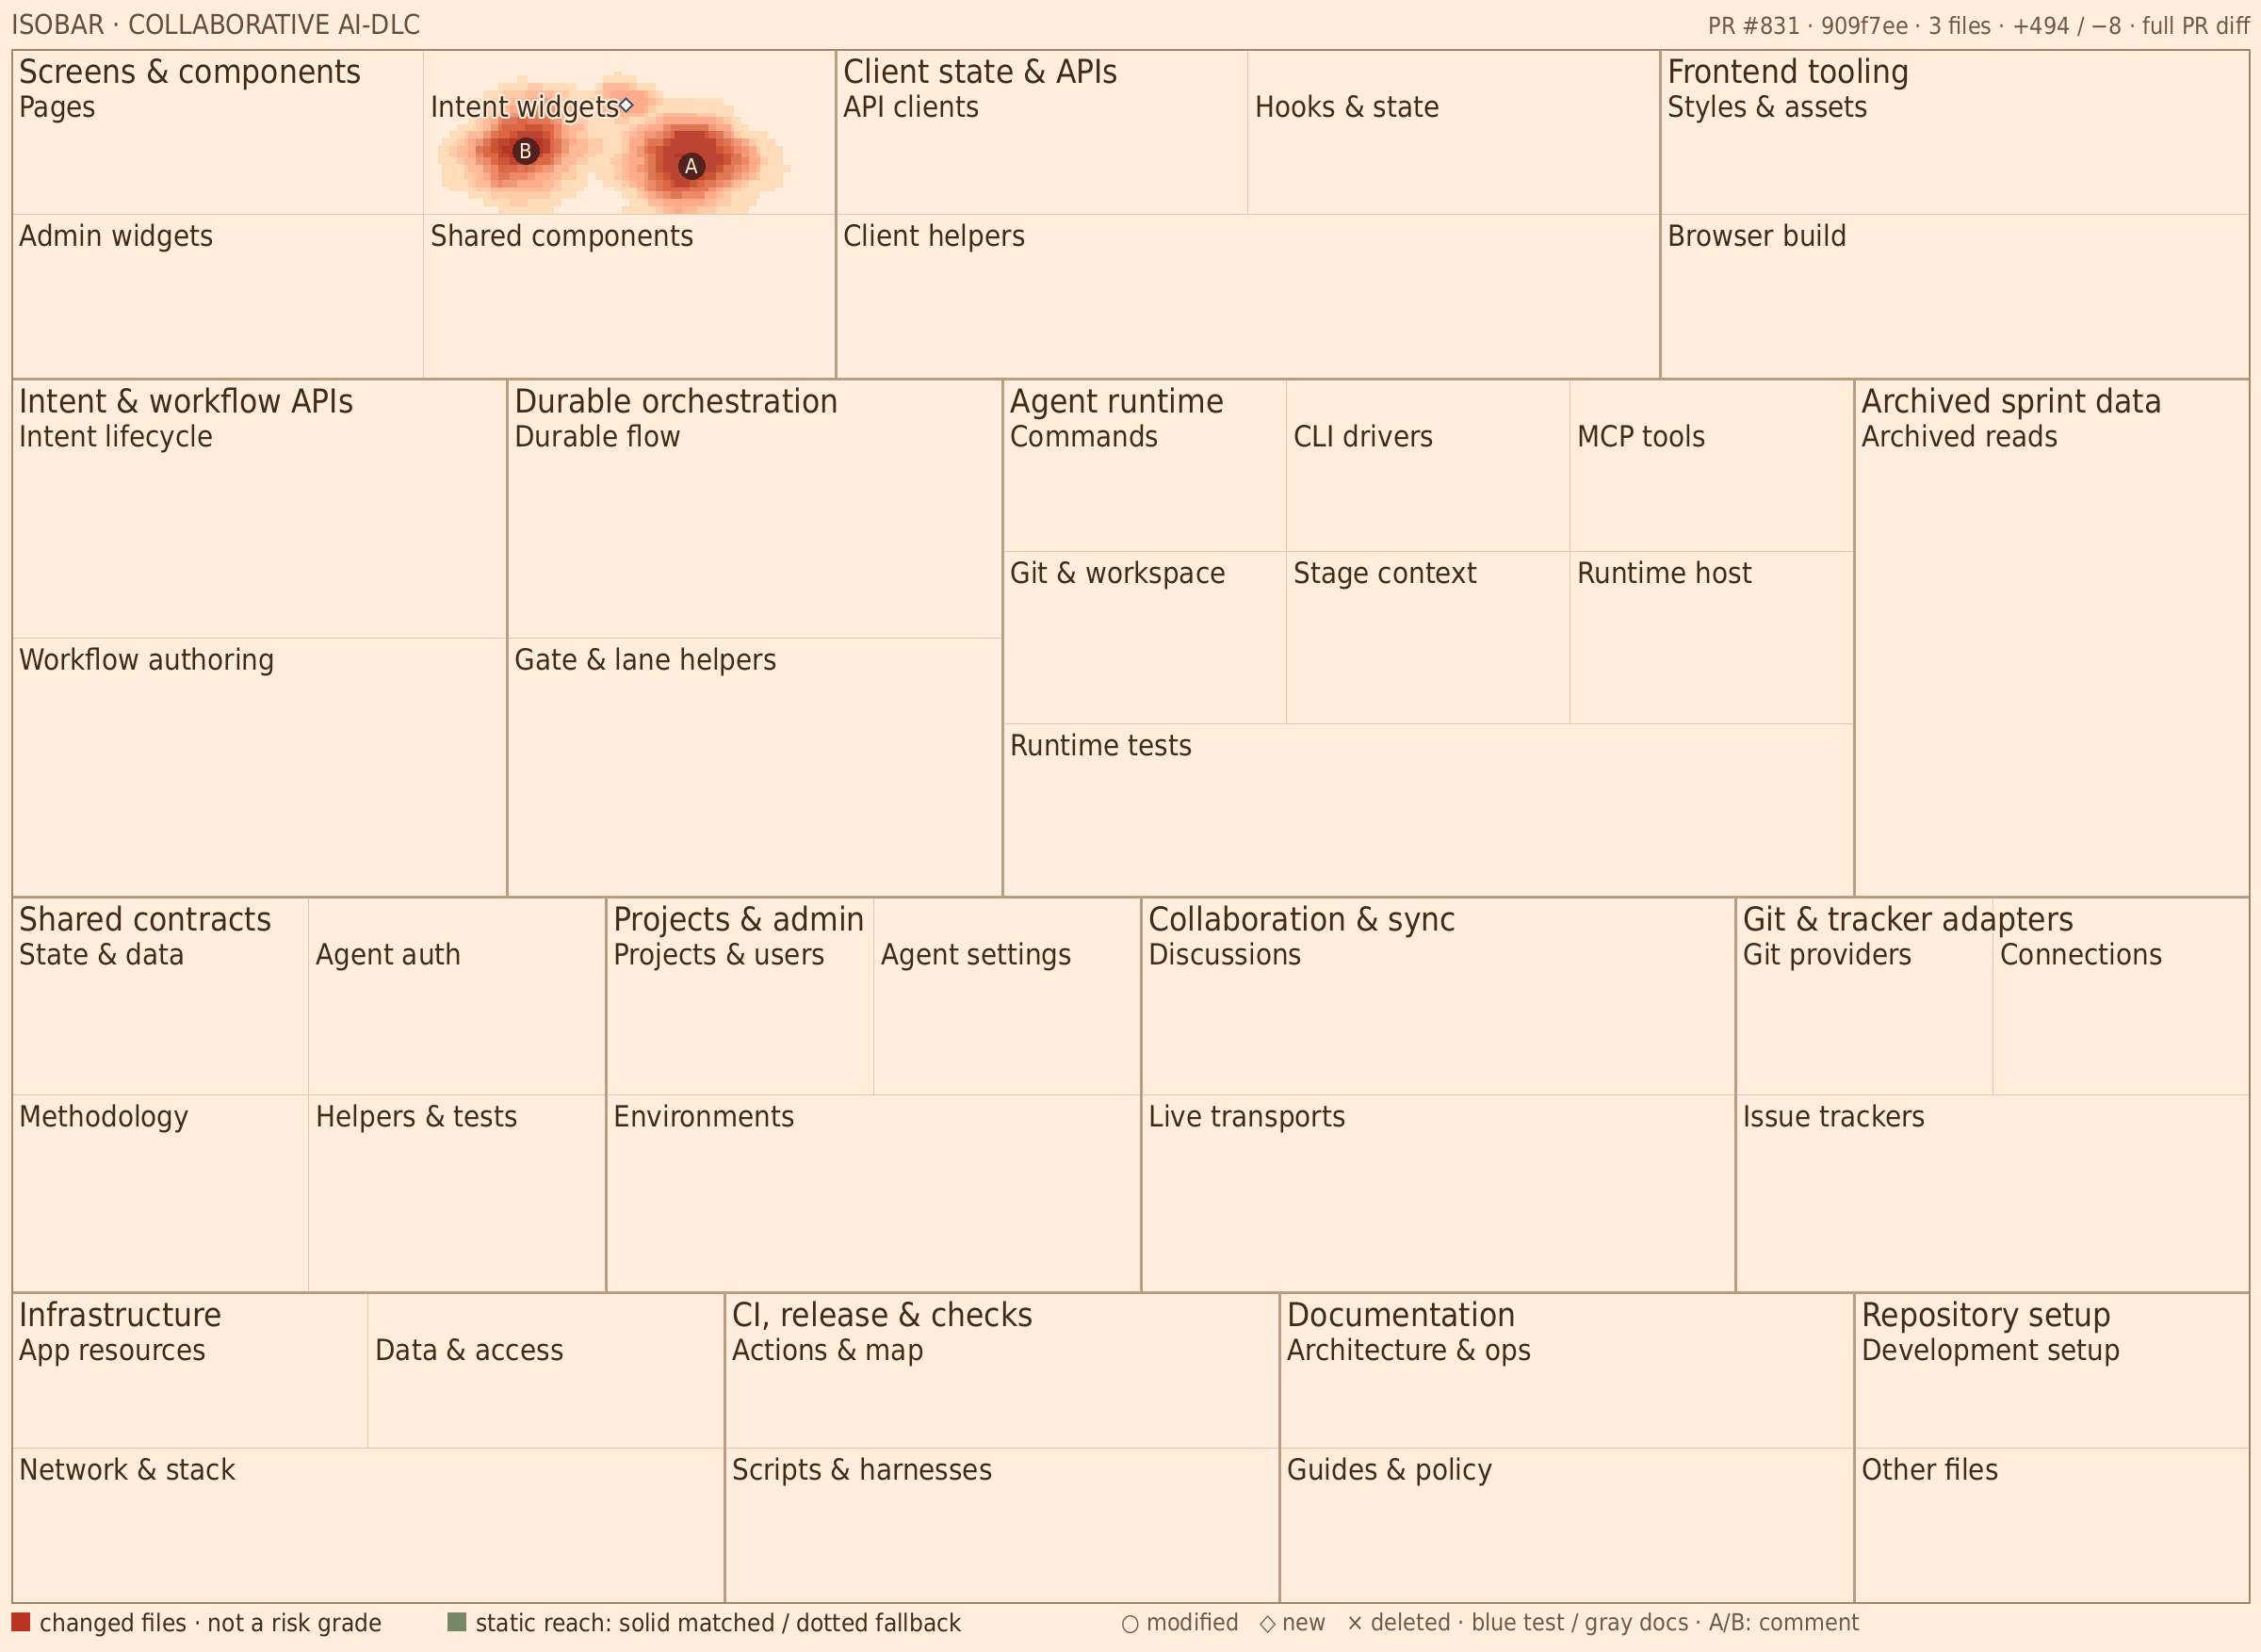 ISOBAR · COLLABORATIVE AI-DLC
PR #831 · 909f7ee · 3 files · +494 / −8 · full PR diff
Screens & components
Pages
Intent widgets
B
A
Client state & APIs
API clients
Hooks & state
Frontend tooling
Styles & assets
Admin widgets
Shared components
Client helpers
Browser build
Intent & workflow APIs
Intent lifecycle
Durable orchestration
Durable flow
Agent runtime
Commands
CLI drivers
MCP tools
Archived sprint data
Archived reads
Git & workspace
Stage context
Runtime host
Workflow authoring
Gate & lane helpers
Runtime tests
Shared contracts
State & data
Agent auth
Projects & admin
Projects & users
Agent settings
Collaboration & sync
Discussions
Git & tracker adapters
Git providers
Connections
Methodology
Helpers & tests
Environments
Live transports
Issue trackers
Infrastructure
App resources
Data & access
CI, release & checks
Actions & map
Documentation
Architecture & ops
Repository setup
Development setup
Network & stack
Scripts & harnesses
Guides & policy
Other files
changed files · not a risk grade
static reach: solid matched / dotted fallback
○ modified ◇ new × deleted · blue test / gray docs · A/B: comment